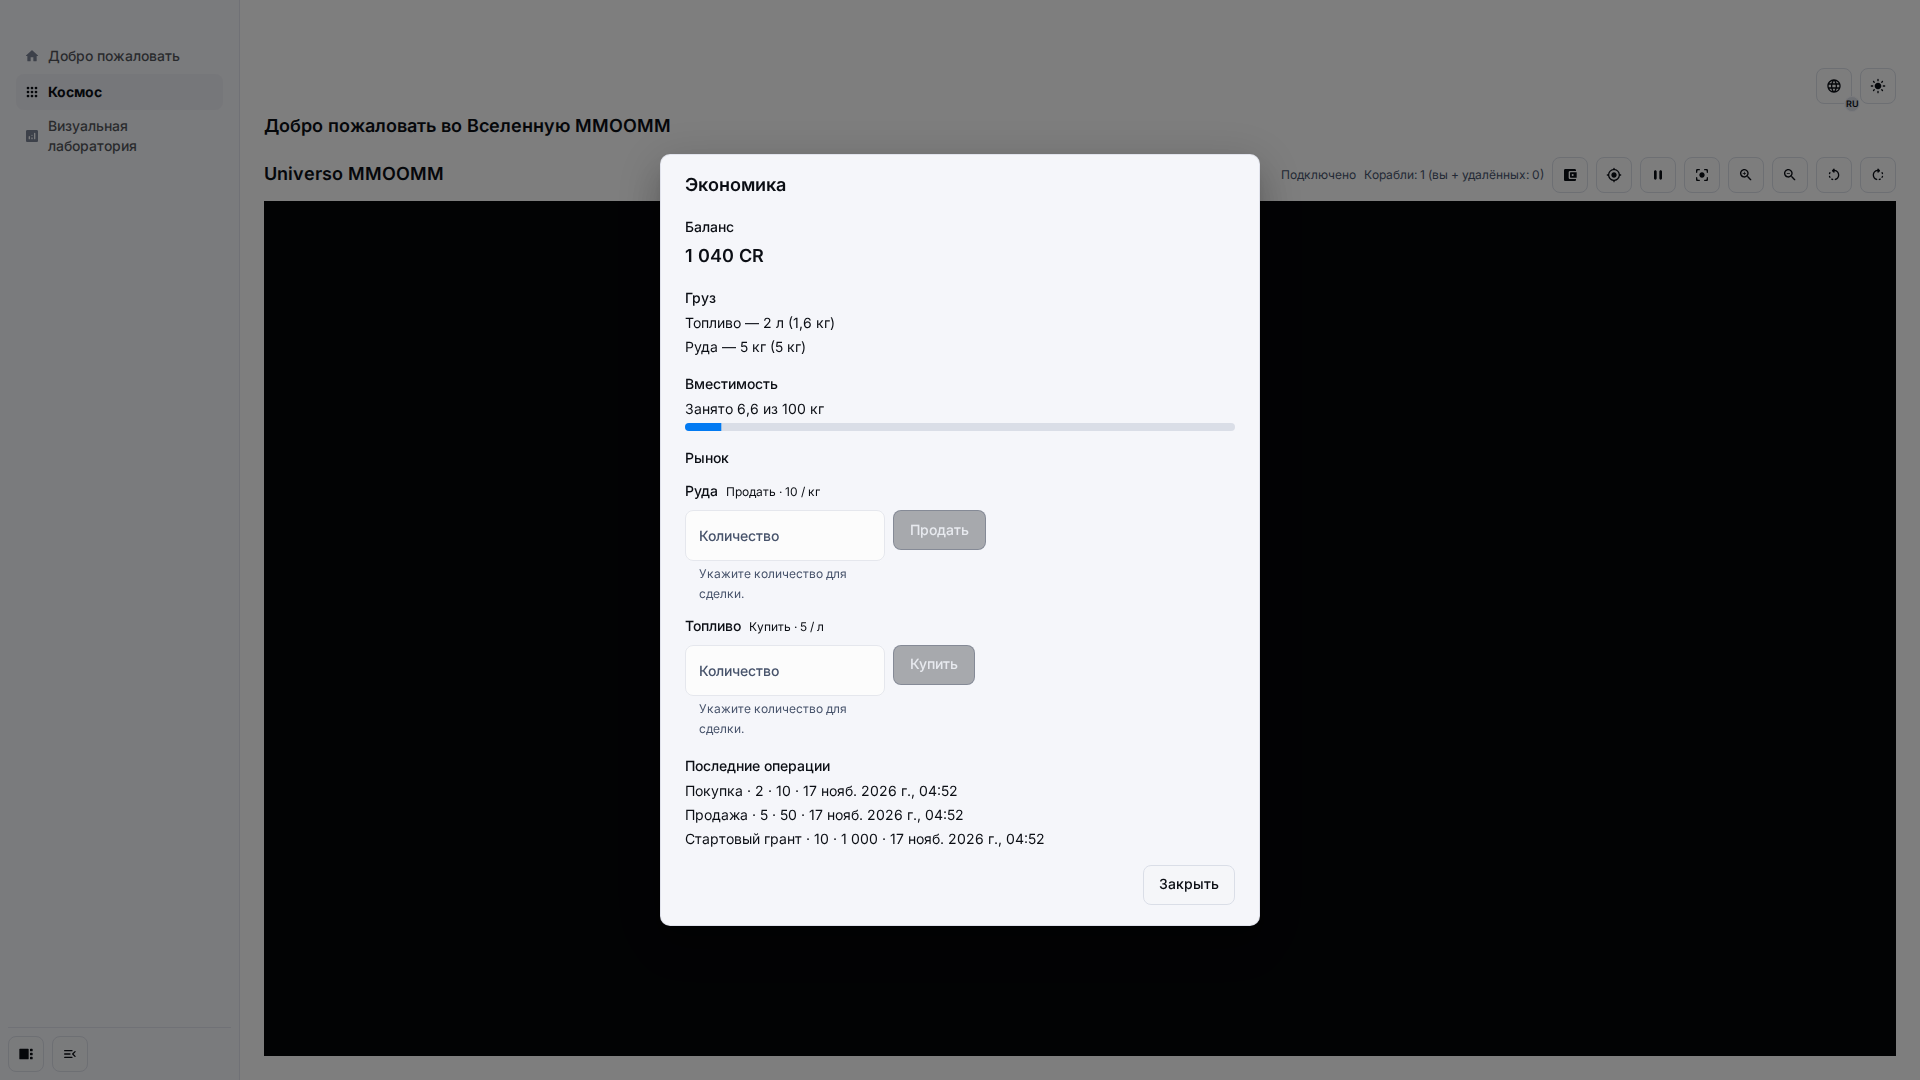 Добро пожаловать
Космос
Визуальная
лаборатория
RU
Добро пожаловать во Вселенную MMOOMM
Universo MMOOMM
Подключено Корабли: 1 (вы + удалённых: 0)
Экономика
Баланс
1 040 CR
Груз
Топливо — 2 л (1,6 кг)
Руда — 5 кг (5 кг)
Вместимость
Занято 6,6 из 100 кг
Рынок
Руда Продать · 10 / кг
Количество
Продать
Укажите количество для
сделки.
Топливо Купить · 5 / л
Количество
Купить
Укажите количество для
сделки.
Последние операции
Покупка · 2 · 10 · 17 нояб. 2026 г., 04:52
Продажа · 5 · 50 · 17 нояб. 2026 г., 04:52
Стартовый грант · 10 · 1 000 · 17 нояб. 2026 г., 04:52
Закрыть